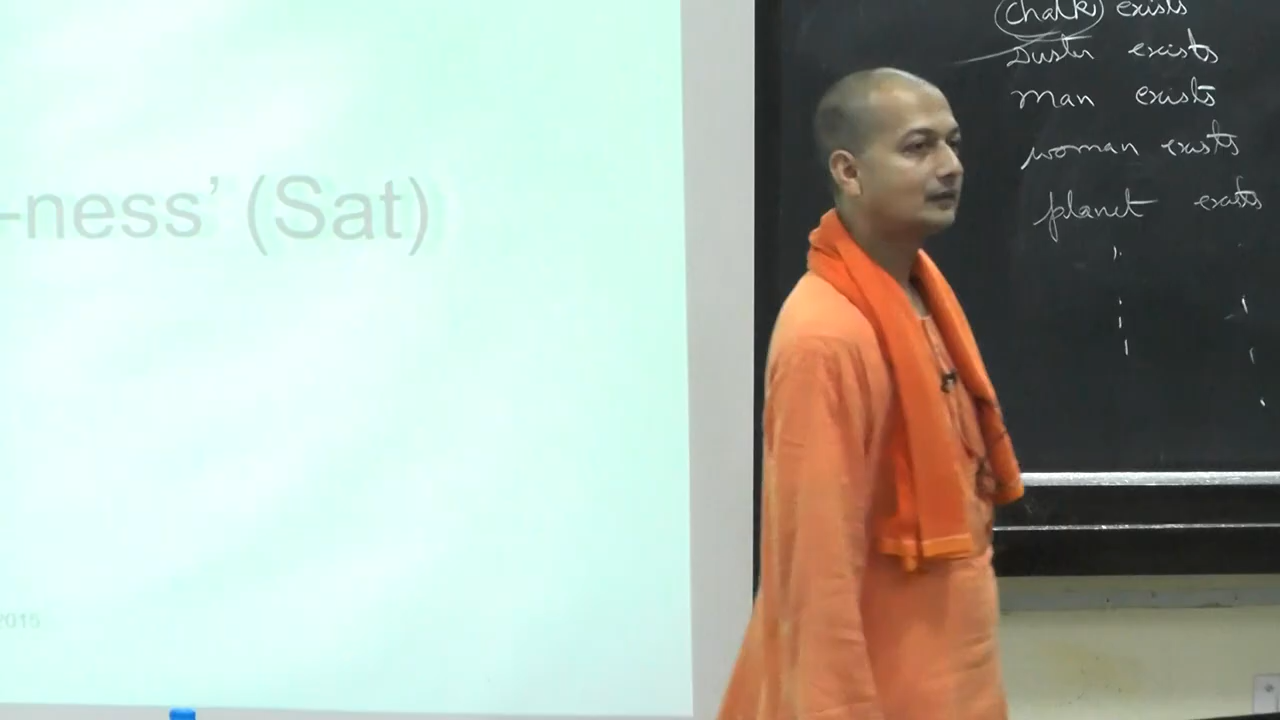 -ness’ (Sat)
2015
chalk exists
Duster exists
man exists
woman exists
planet exists